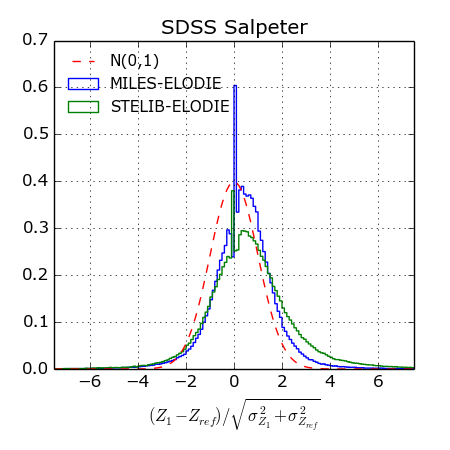 SDSS Salpeter
0.7
0.6
0.5
0.4
0.3
0.2
0.1
0.0
N(0,1)
MILES-ELODIE
STELIB-ELODIE
−6 −4 −2 0 2 4 6
(Z₁−Z_ref)/√(σ²_Z₁+σ²_Z_ref)